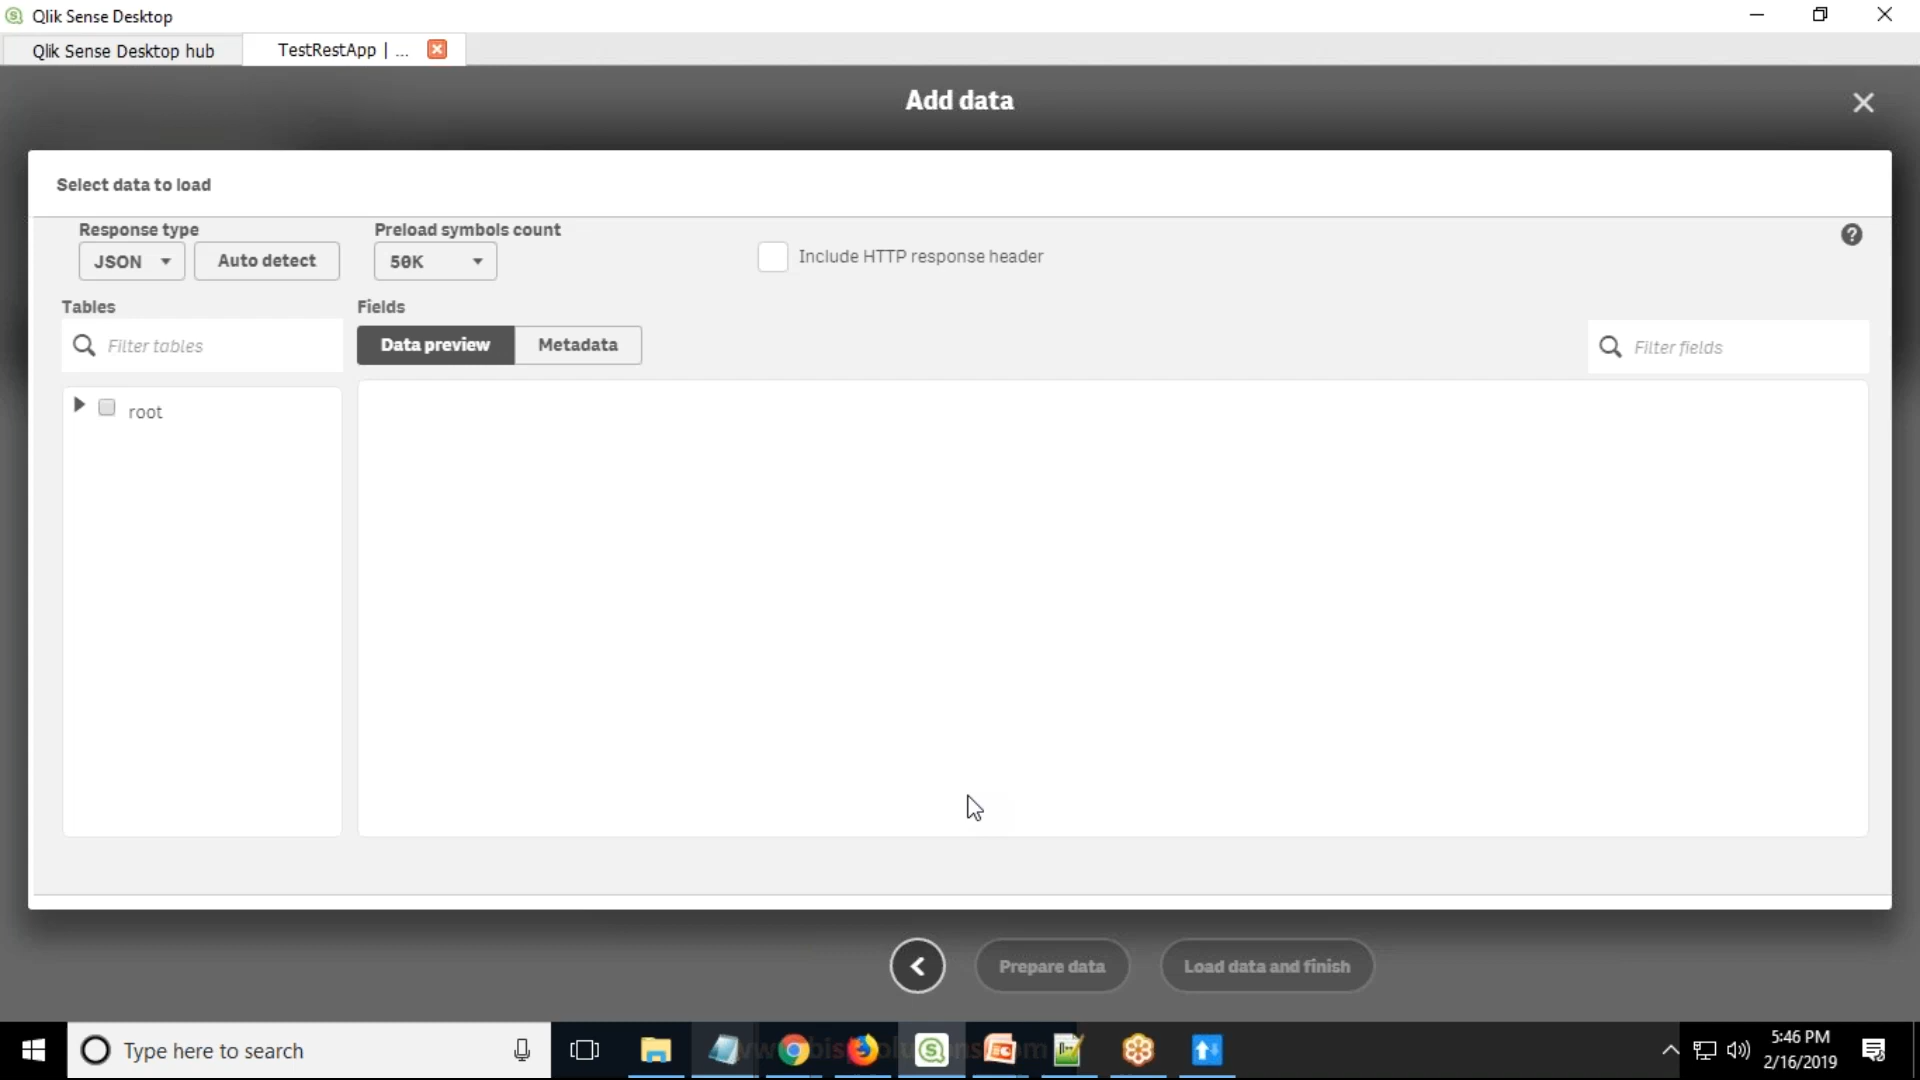 Qlik Sense Desktop
Qlik Sense Desktop hub
TestRestApp | ...
Add data
Select data to load
Response type
Preload symbols count
JSON
Auto detect
50K
Include HTTP response header
Tables
Fields
Filter tables
Data preview
Metadata
Filter fields
root
Prepare data
Load data and finish
Type here to search
5:46 PM
2/16/2019